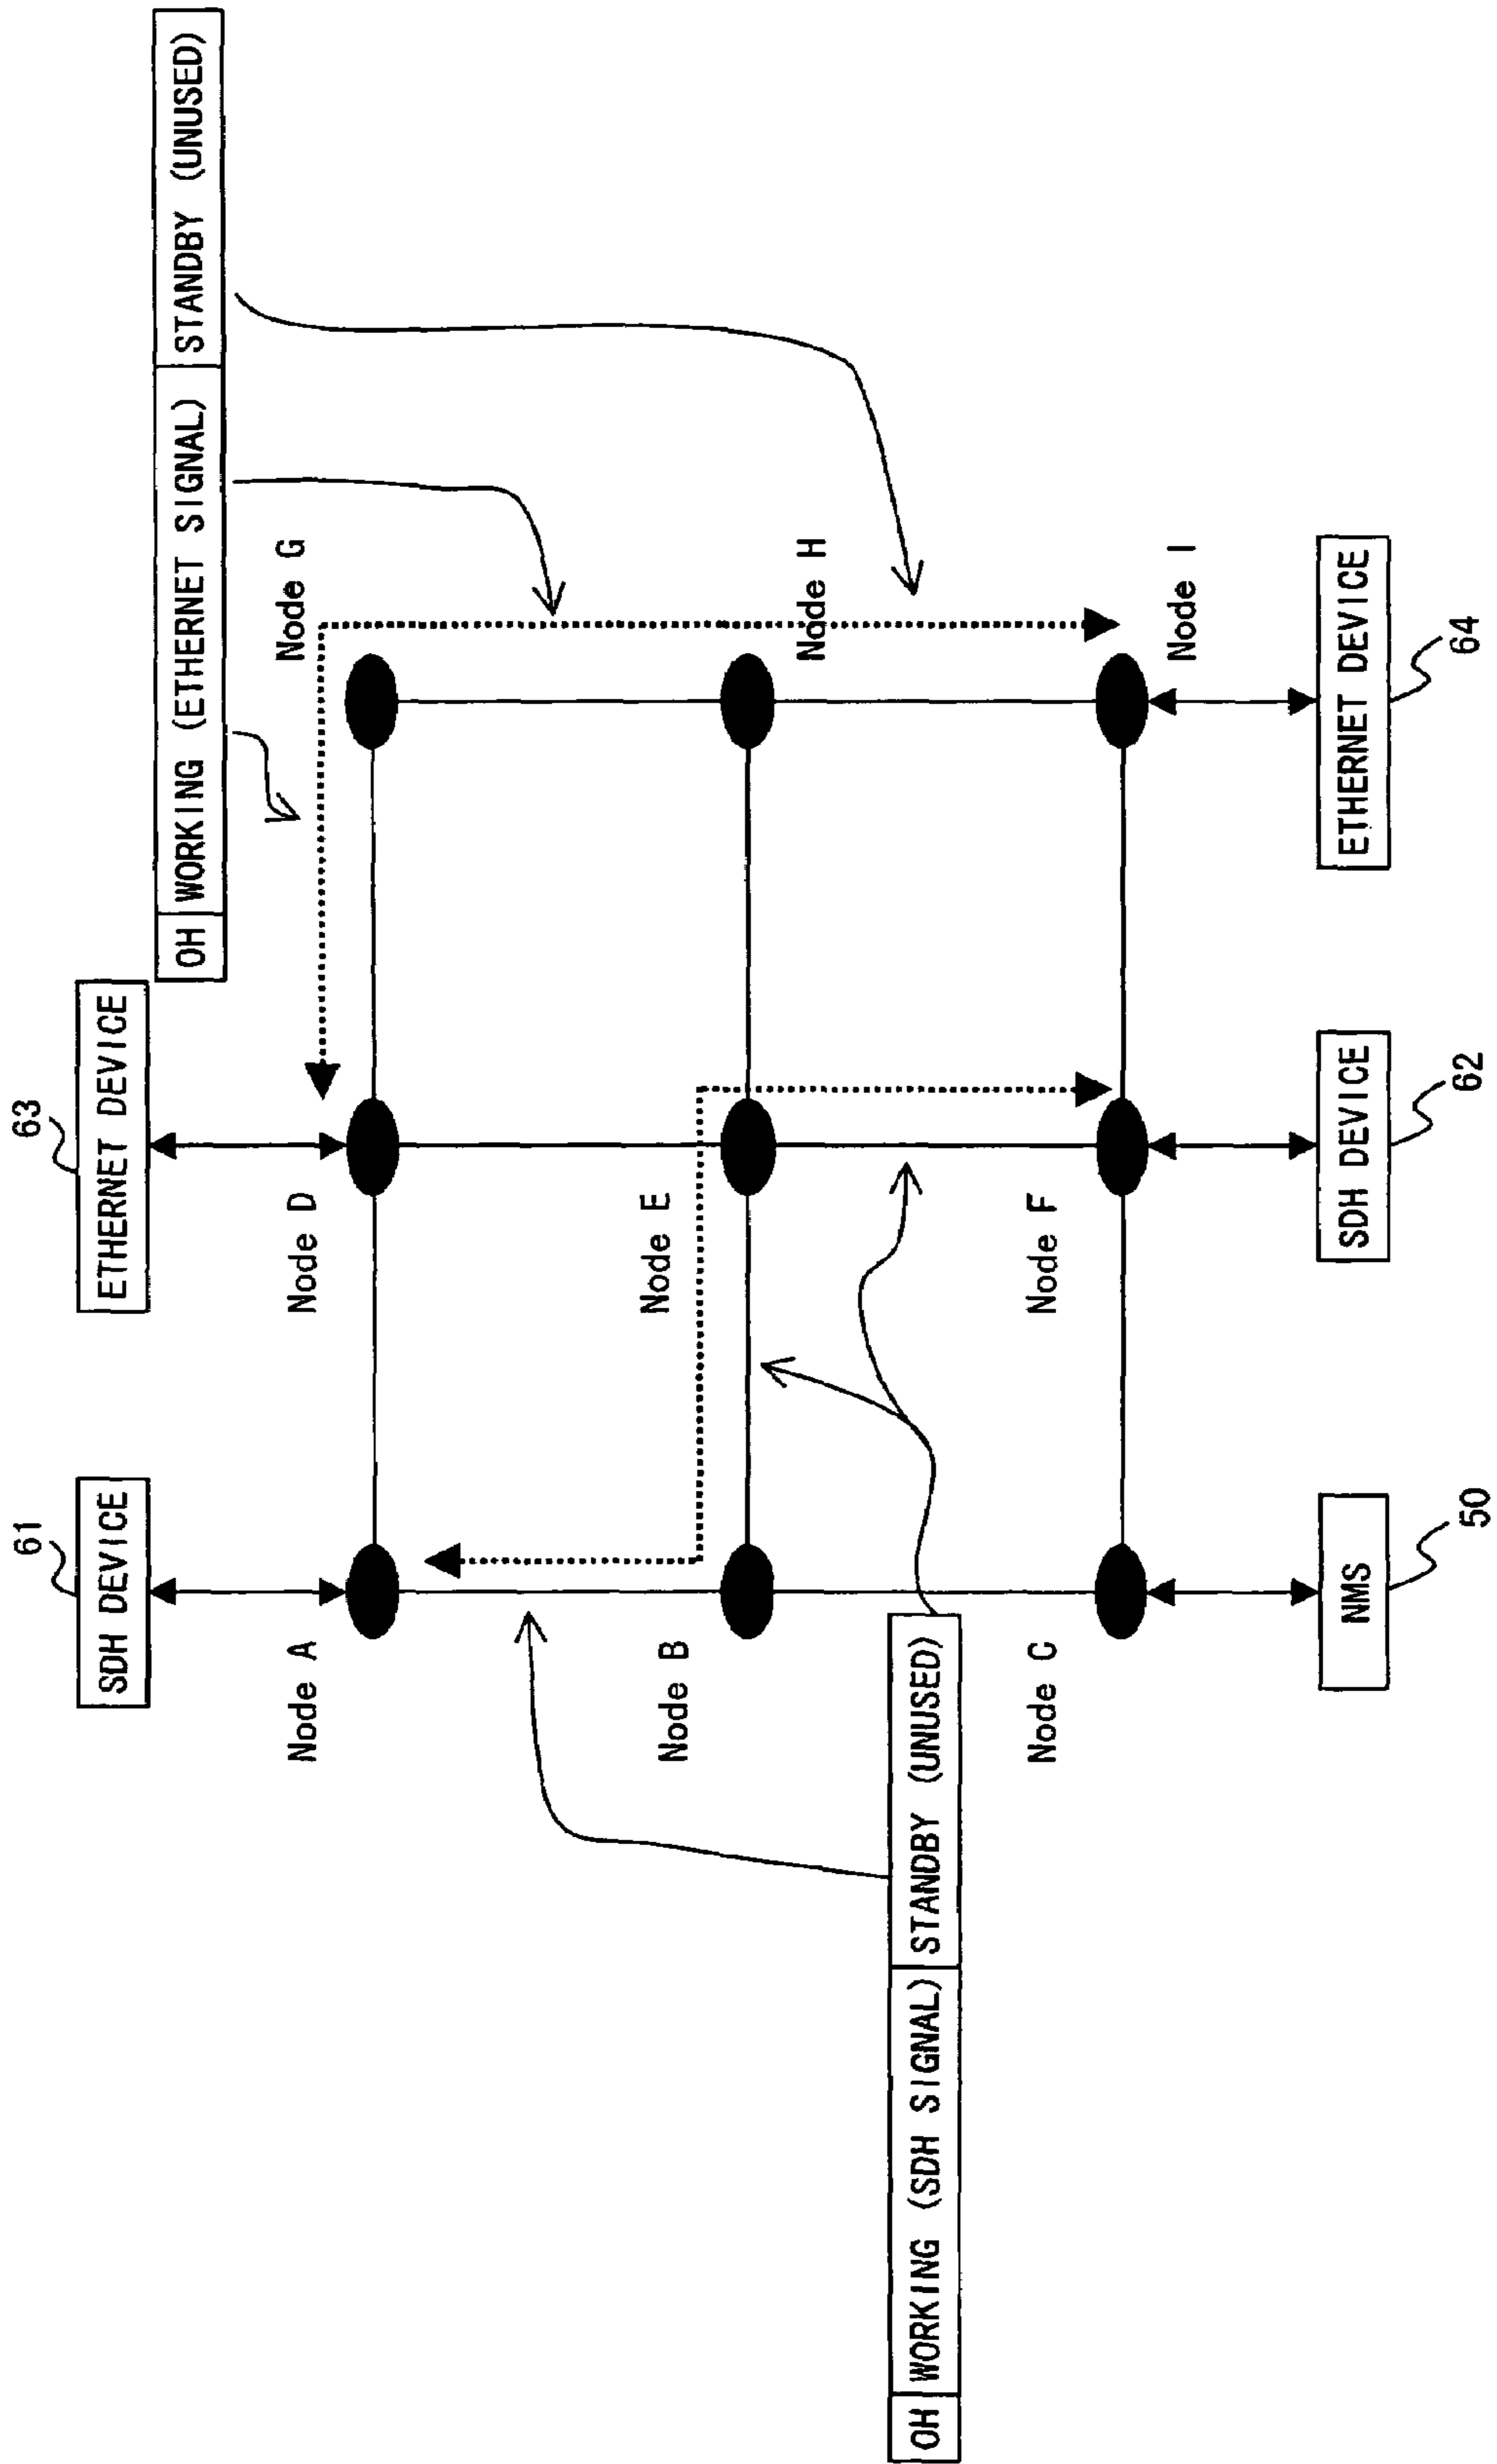 61
63
SDH DEVICE
ETHERNET DEVICE
OH WORKING (ETHERNET SIGNAL) STANDBY (UNUSED)
Node A
Node D
Node G
Node B
Node E
Node H
OH WORKING (SDH SIGNAL) STANDBY (UNUSED)
Node C
Node F
Node I
NMS
SDH DEVICE
ETHERNET DEVICE
50
62
64